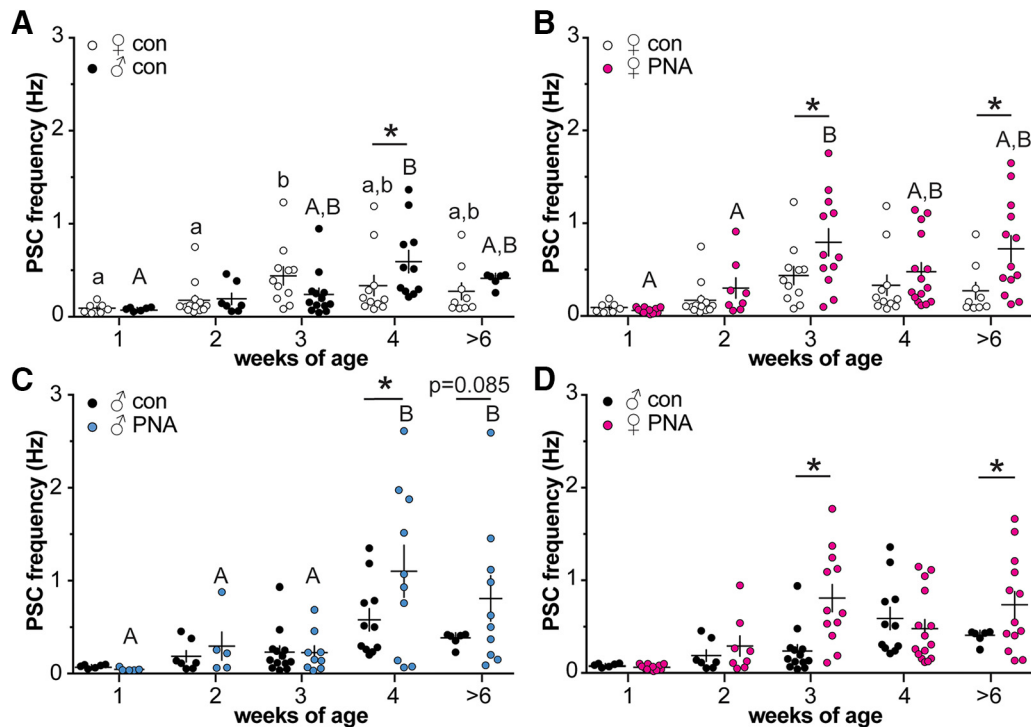 A
♀ con
♂ con
PSC frequency (Hz)
3
2
1
0
a A
a
b A,B
a,b * B
a,b A,B
1 2 3 4 >6
weeks of age
B
♀ con
♀ PNA
PSC frequency (Hz)
3
2
1
0
A
A
* B
A,B
* A,B
1 2 3 4 >6
weeks of age
C
♂ con
♂ PNA
PSC frequency (Hz)
3
2
1
0
A
A
A
* B
p=0.085
B
1 2 3 4 >6
weeks of age
D
♂ con
♀ PNA
PSC frequency (Hz)
3
2
1
0
*
*
1 2 3 4 >6
weeks of age